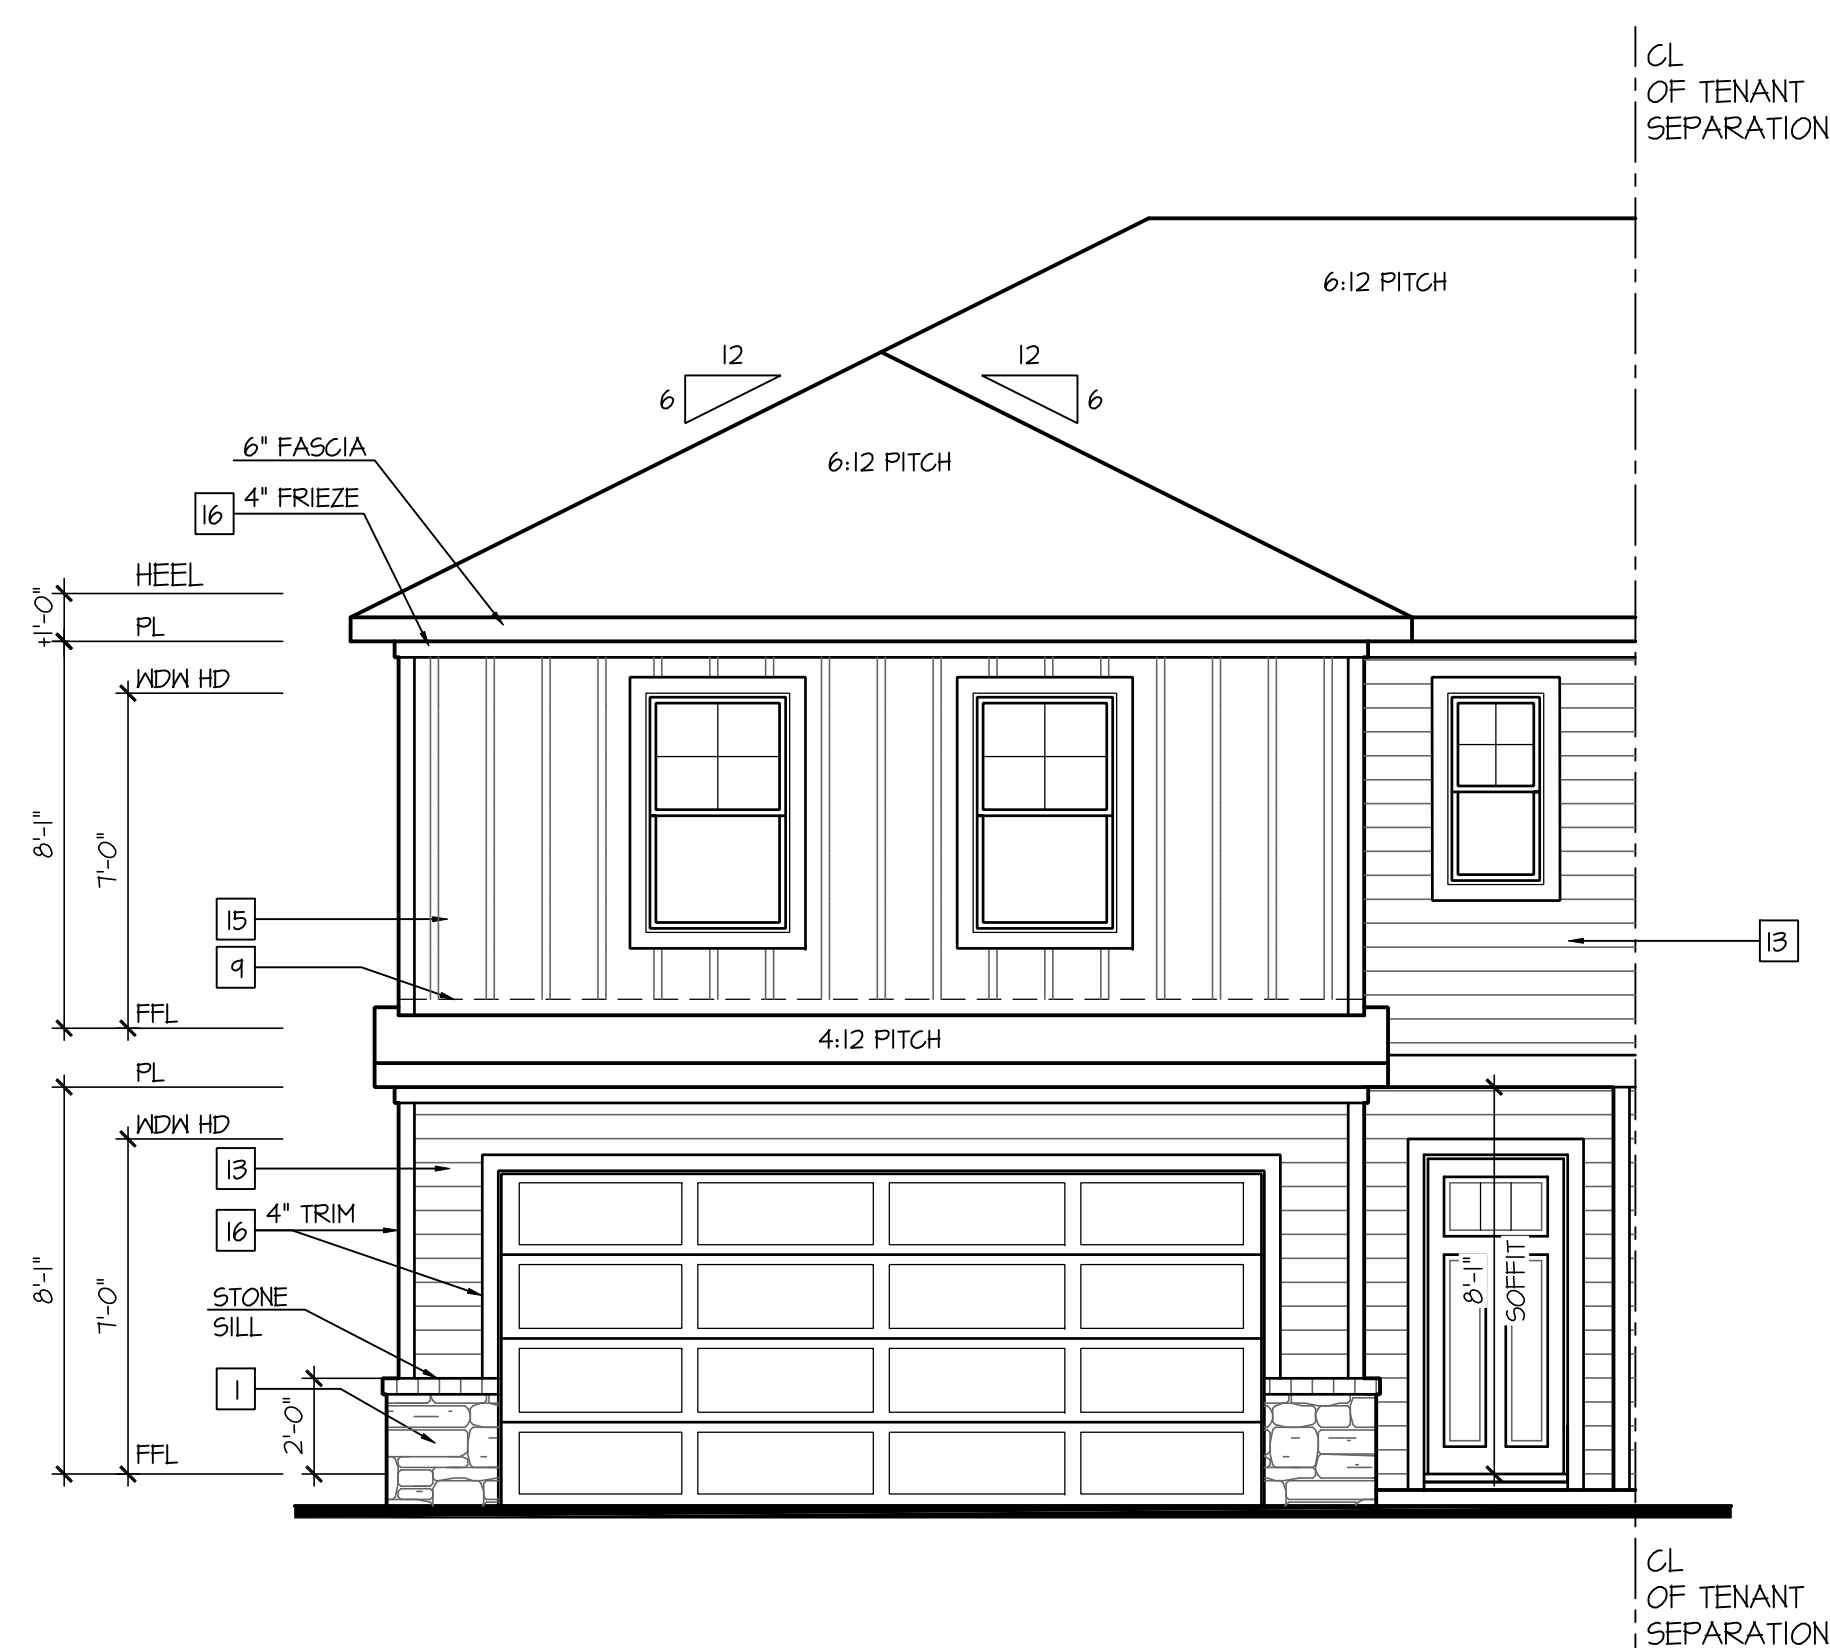 CL
OF TENANT
SEPARATION
6:12 PITCH
12
6
12
6
6:12 PITCH
6" FASCIA
16
4" FRIEZE
HEEL
±1'-0"
PL
WDW HD
8'-1"
7'-0"
15
9
13
FFL
4:12 PITCH
PL
WDW HD
13
16
4" TRIM
8'-1"
7'-0"
STONE
SILL
1
2'-0"
FFL
8'-1"
SOFFIT
CL
OF TENANT
SEPARATION